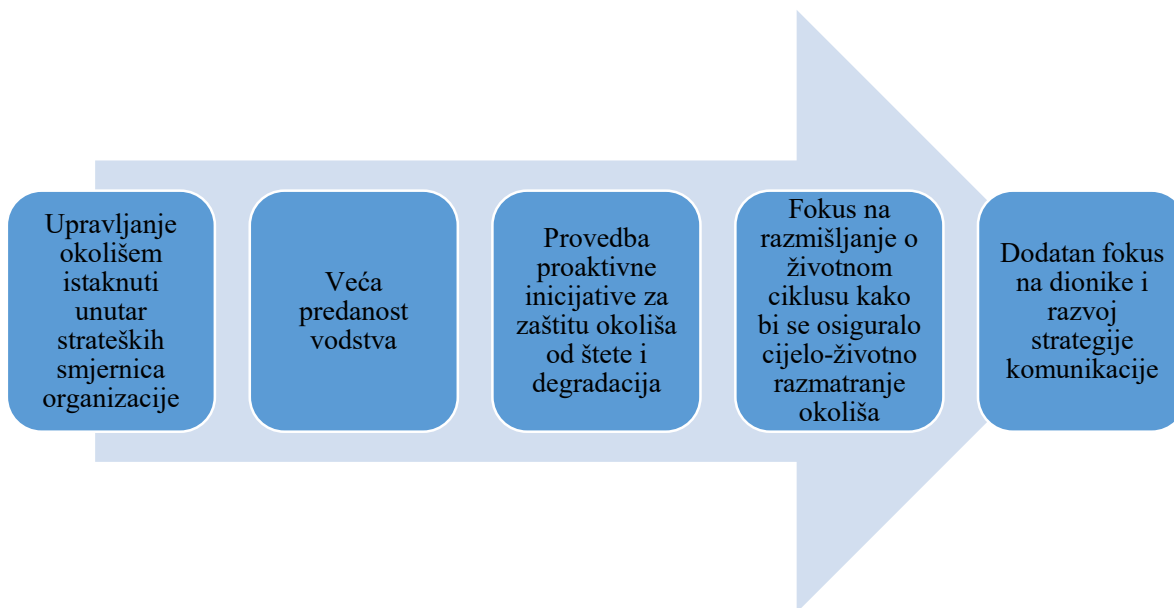 Upravljanje
okolišem
istaknuti
unutar
strateških
smjernica
organizacije
Veća
predanost
vodstva
Provedba
proaktivne
inicijative za
zaštitu okoliša
od štete i
degradacija
Fokus na
razmišljanje o
životnom
ciklusu kako
bi se osiguralo
cijelo-životno
razmatranje
okoliša
Dodatan fokus
na dionike i
razvoj
strategije
komunikacije